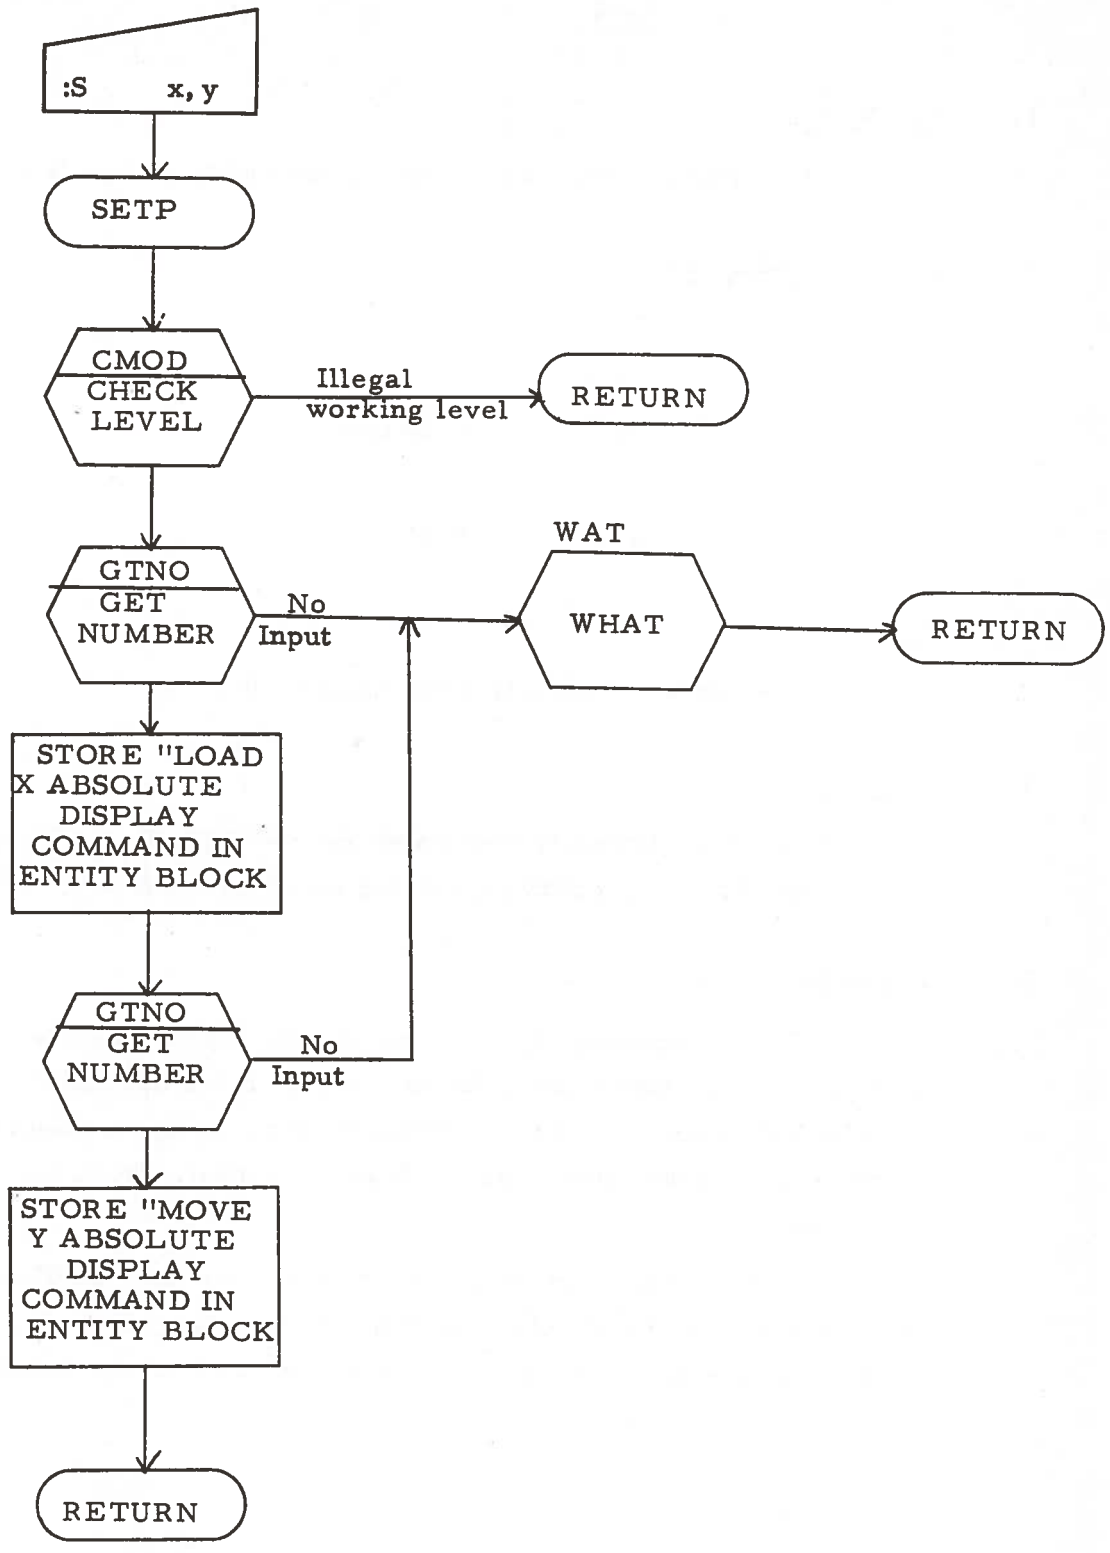 :S x, y
SETP
CMOD
CHECK
LEVEL
Illegal
working level
RETURN
GTNO
GET
NUMBER
No
Input
WAT
WHAT
RETURN
STORE "LOAD
X ABSOLUTE
DISPLAY
COMMAND IN
ENTITY BLOCK
GTNO
GET
NUMBER
No
Input
STORE "MOVE
Y ABSOLUTE
DISPLAY
COMMAND IN
ENTITY BLOCK
RETURN